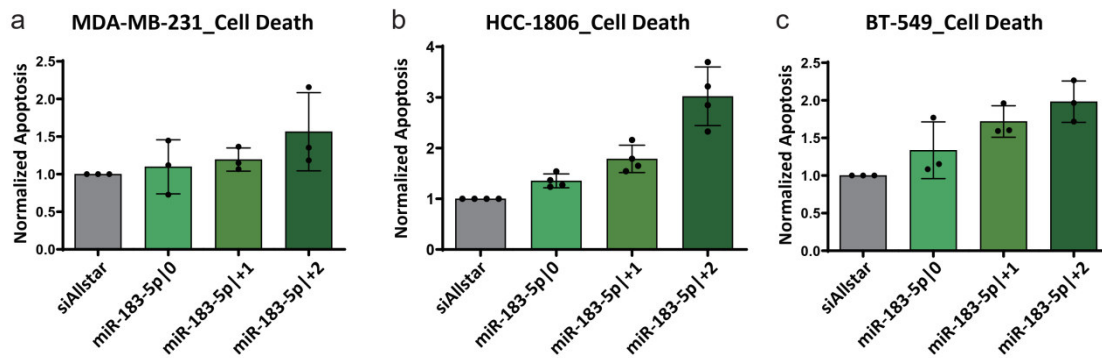 a
MDA-MB-231_Cell Death
Normalized Apoptosis
2.5
2.0
1.5
1.0
0.5
0.0
siAllstar
miR-183-5p|0
miR-183-5p|+1
miR-183-5p|+2
b
HCC-1806_Cell Death
Normalized Apoptosis
4
3
2
1
0
siAllstar
miR-183-5p|0
miR-183-5p|+1
miR-183-5p|+2
c
BT-549_Cell Death
Normalized Apoptosis
2.5
2.0
1.5
1.0
0.5
0.0
siAllstar
miR-183-5p|0
miR-183-5p|+1
miR-183-5p|+2